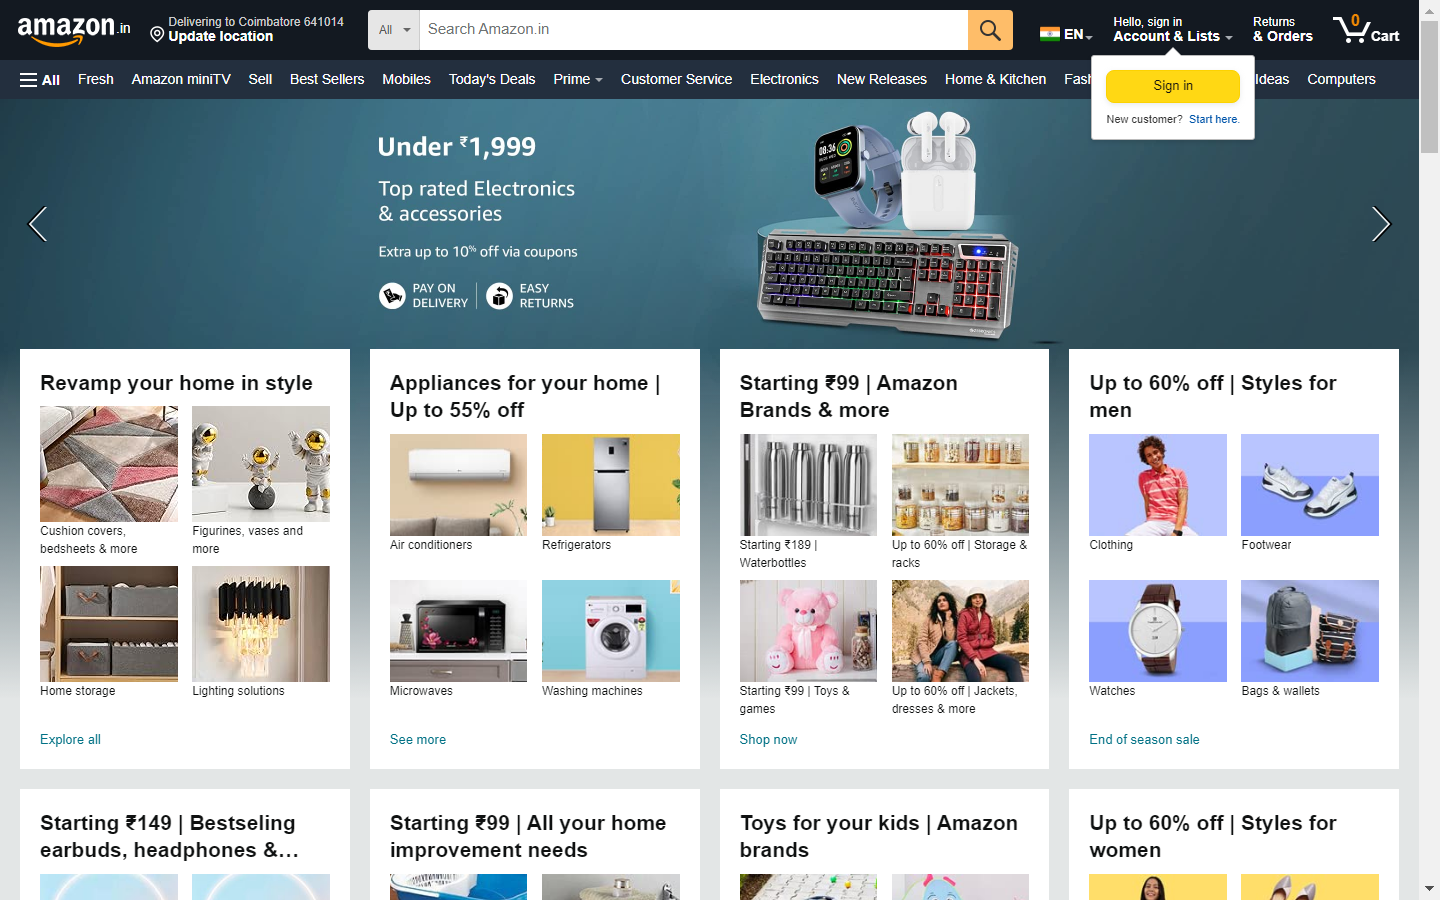 amazon.in
Delivering to Coimbatore 641014
Update location
All
Search Amazon.in
EN
Hello, sign in
Account & Lists
Returns
& Orders
0
Cart
All
Fresh
Amazon miniTV
Sell
Best Sellers
Mobiles
Today's Deals
Prime
Customer Service
Electronics
New Releases
Home & Kitchen
Fash
Ideas
Computers
Sign in
New customer? Start here.
Under ₹1,999
Top rated Electronics
& accessories
Extra up to 10% off via coupons
PAY ON
DELIVERY
EASY
RETURNS
08:36
Revamp your home in style
Cushion covers,
bedsheets & more
Figurines, vases and
more
Home storage
Lighting solutions
Explore all
Appliances for your home |
Up to 55% off
Air conditioners
Refrigerators
Microwaves
Washing machines
See more
Starting ₹99 | Amazon
Brands & more
Starting ₹189 |
Waterbottles
Up to 60% off | Storage &
racks
Starting ₹99 | Toys &
games
Up to 60% off | Jackets,
dresses & more
Shop now
Up to 60% off | Styles for
men
Clothing
Footwear
Watches
Bags & wallets
End of season sale
Starting ₹149 | Bestseling
earbuds, headphones &...
Starting ₹99 | All your home
improvement needs
Toys for your kids | Amazon
brands
Up to 60% off | Styles for
women